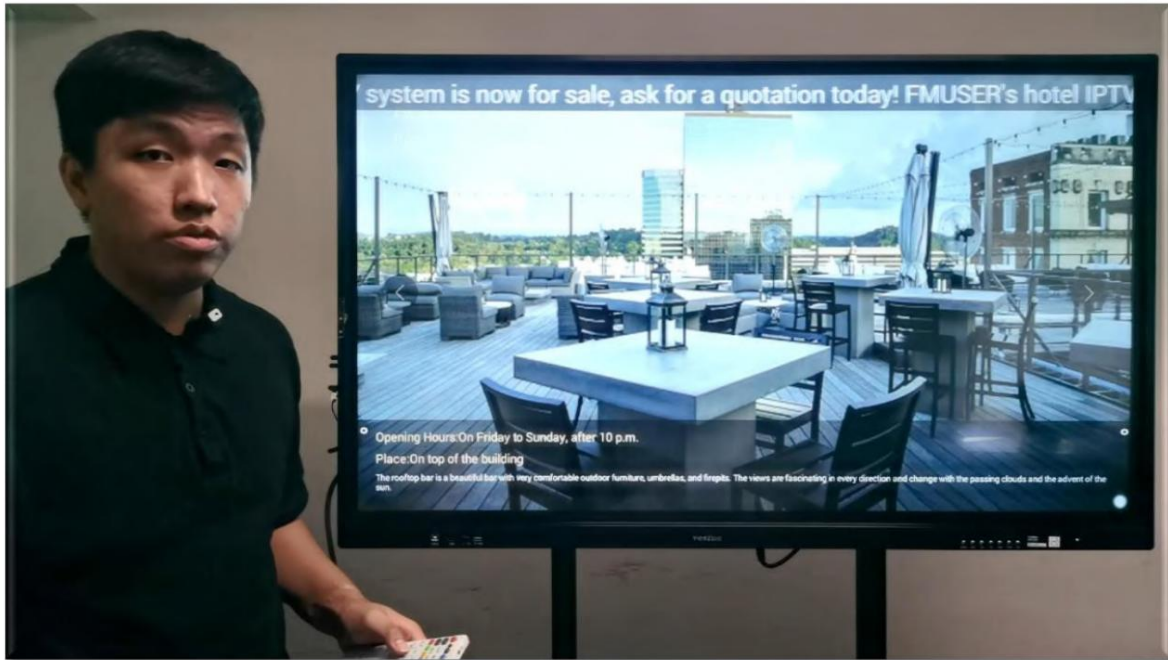 system is now for sale, ask for a quotation today! FMUSER's hotel IPTV
Opening Hours:On Friday to Sunday, after 10 p.m.
Place:On top of the building
The rooftop bar is a beautiful bar with very comfortable outdoor furniture, umbrellas, and firepits. The views are fascinating in every direction and change with the passing clouds and the advent of the
sun.